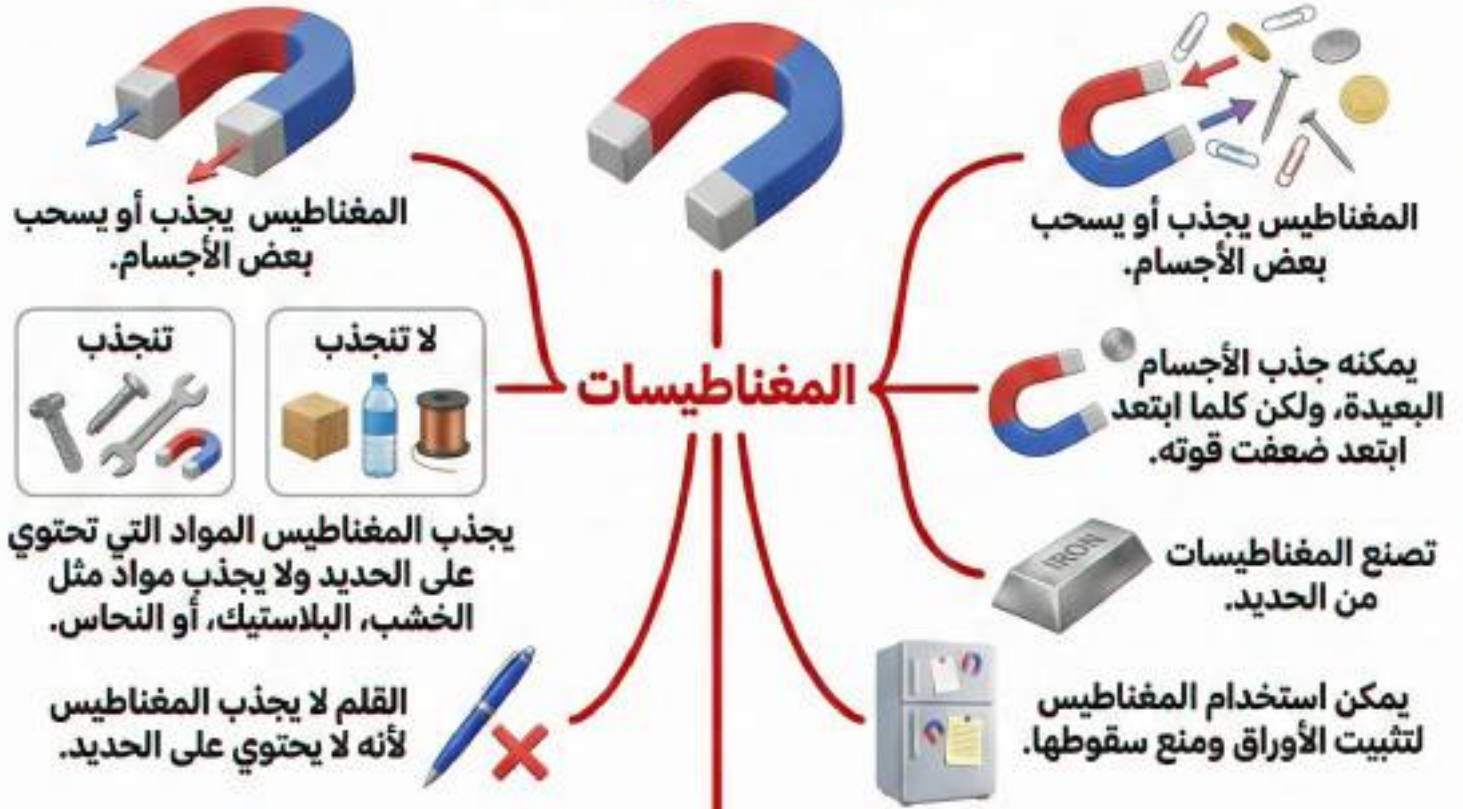 المغناطيس يجذب أو يسحب
بعض الأجسام.
يمكنه جذب الأجسام
البعيدة، ولكن كلما ابتعد
ابتعد ضعفت قوته.
IRON
تصنع المغناطيسات
من الحديد.
يمكن استخدام المغناطيس
لتثبيت الأوراق ومنع سقوطها.
المغناطيسات
المغناطيس يجذب أو يسحب
بعض الأجسام.
لا تنجذب
تنجذب
يجذب المغناطيس المواد التي تحتوي
على الحديد ولا يجذب مواد مثل
الخشب، البلاستيك، أو النحاس.
القلم لا يجذب المغناطيس
لأنه لا يحتوي على الحديد.